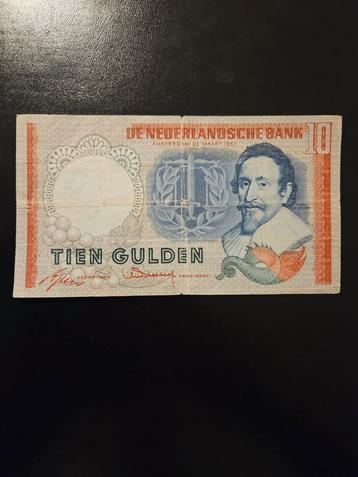 DE NEDERLANDSCHE BANK 10
AMSTERDAM 23 MAART 1953
TIEN GULDEN
SECRETARIS PRESIDENT